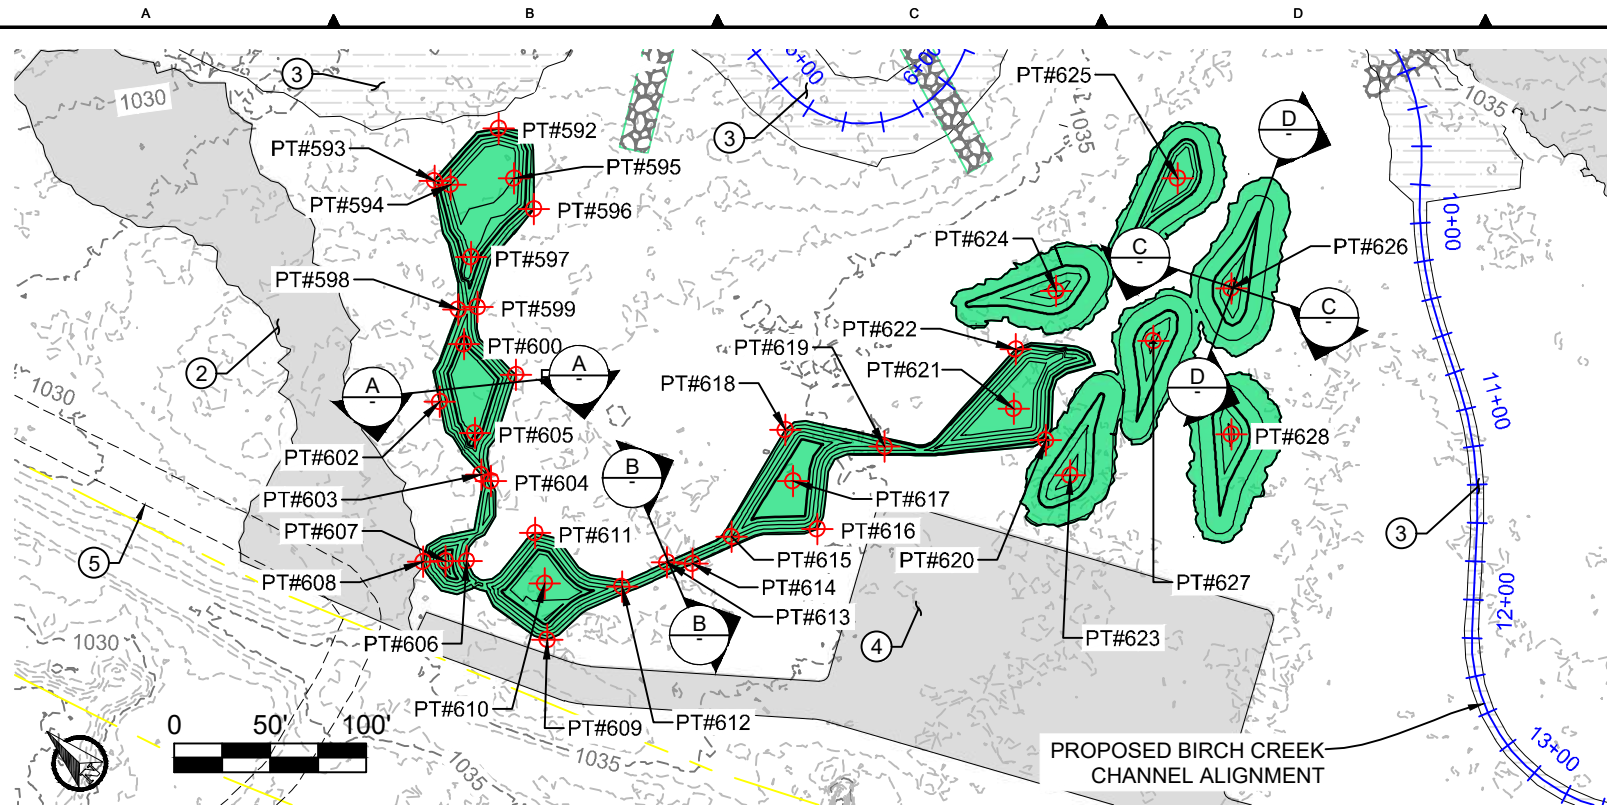 A B C D
5+00
6+00
1030
3
3
1035
PT#625
D
-
1035
PT#592
PT#593
PT#595
PT#594
PT#596
10+00
PT#624
C
-
PT#626
PT#597
PT#598
PT#599
C
-
PT#622
PT#600
PT#619
PT#621
A
-
A
-
2
D
-
PT#618
1030
11+00
PT#605
PT#628
PT#602
B
-
PT#604
PT#603
PT#617
PT#607
PT#611
PT#616
3
5
PT#615
PT#620
PT#608
PT#614
PT#627
12+00
PT#613
B
-
1030
PT#606
4
PT#623
PT#610
PT#609
PT#612
0 50' 100'
1035
1035
PROPOSED BIRCH CREEK
CHANNEL ALIGNMENT
13+00